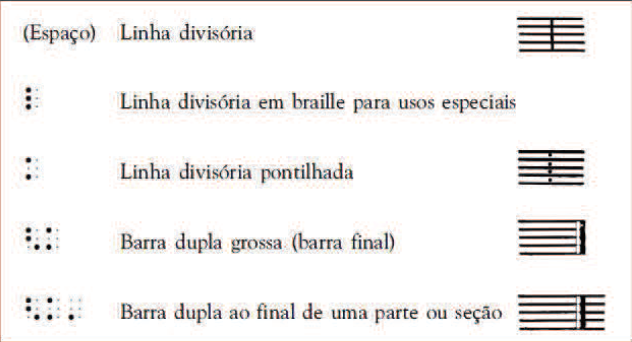 (Espaço) Linha divisória
⠇ Linha divisória em braille para usos especiais
⠅ Linha divisória pontilhada
⠣⠅ Barra dupla grossa (barra final)
⠣⠅⠄ Barra dupla ao final de uma parte ou seção